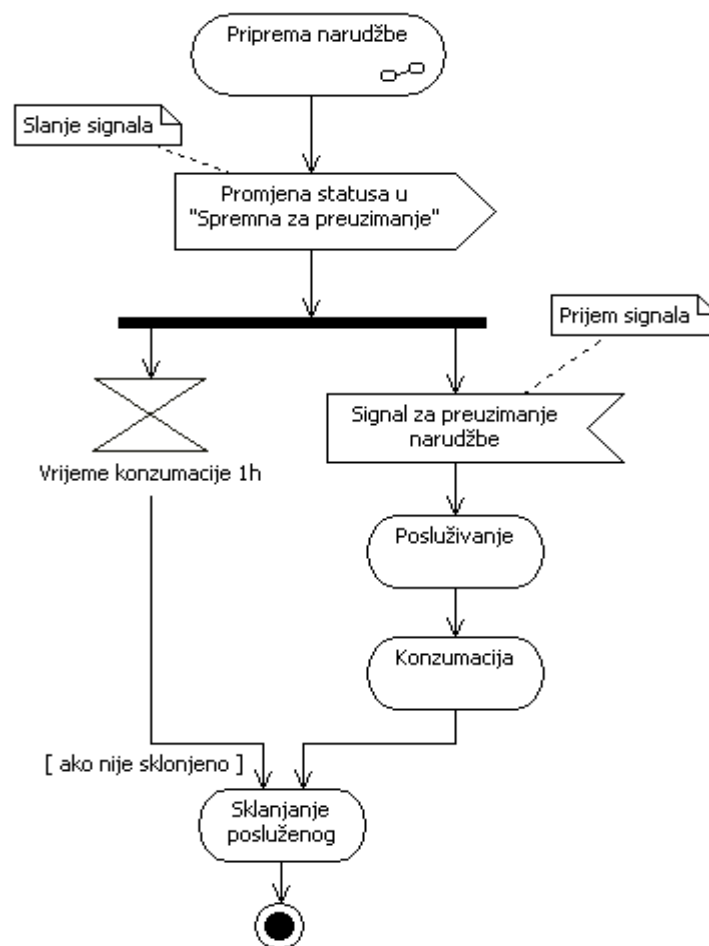 Priprema narudžbe
Slanje signala
Promjena statusa u
"Spremna za preuzimanje"
Prijem signala
Signal za preuzimanje
narudžbe
Vrijeme konzumacije 1h
Posluživanje
Konzumacija
[ ako nije sklonjeno ]
Sklanjanje
posluženog